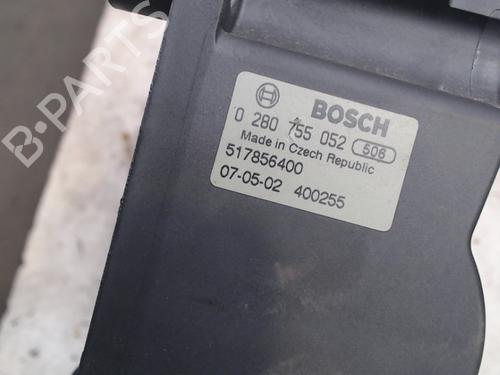 BOSCH
0 280 755 052 506
Made in Czech Republic
517856400
07-05-02 400255
B-PARTS